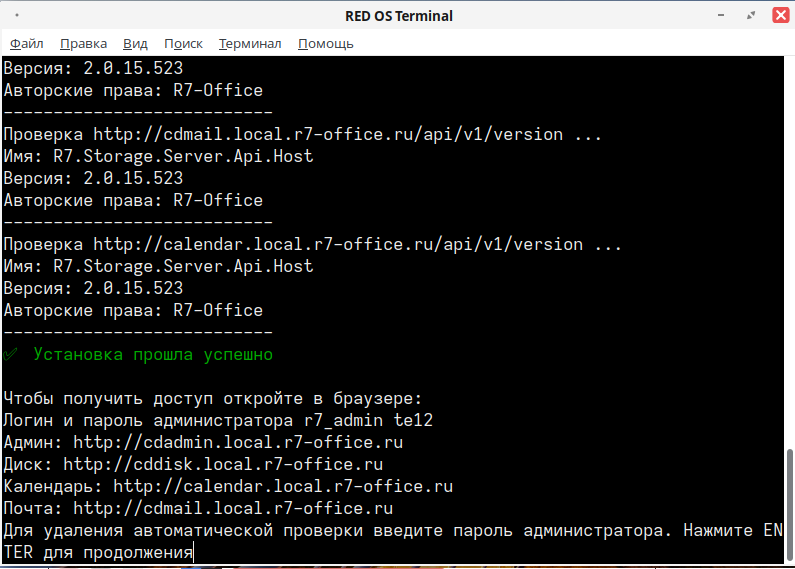 RED OS Terminal
Файл Правка Вид Поиск Терминал Помощь
Версия: 2.0.15.523
Авторские права: R7-Office
---------------------------
Проверка http://cdmail.local.r7-office.ru/api/v1/version ...
Имя: R7.Storage.Server.Api.Host
Версия: 2.0.15.523
Авторские права: R7-Office
---------------------------
Проверка http://calendar.local.r7-office.ru/api/v1/version ...
Имя: R7.Storage.Server.Api.Host
Версия: 2.0.15.523
Авторские права: R7-Office
---------------------------
✅ Установка прошла успешно
Чтобы получить доступ откройте в браузере:
Логин и пароль администратора r7_admin te12
Админ: http://cdadmin.local.r7-office.ru
Диск: http://cddisk.local.r7-office.ru
Календарь: http://calendar.local.r7-office.ru
Почта: http://cdmail.local.r7-office.ru
Для удаления автоматической проверки введите пароль администратора. Нажмите EN
TER для продолжения